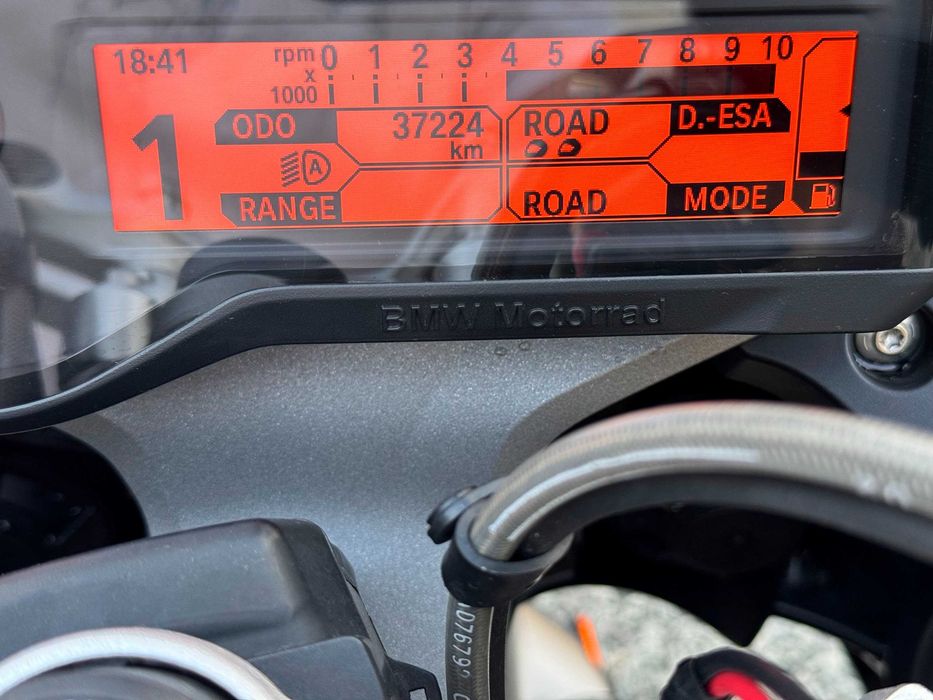 18:41
rpm 0 1 2 3 4 5 6 7 8 9 10
x
1000
1
ODO 37224 ROAD D.-ESA
km
A
RANGE ROAD MODE
BMW Motorrad